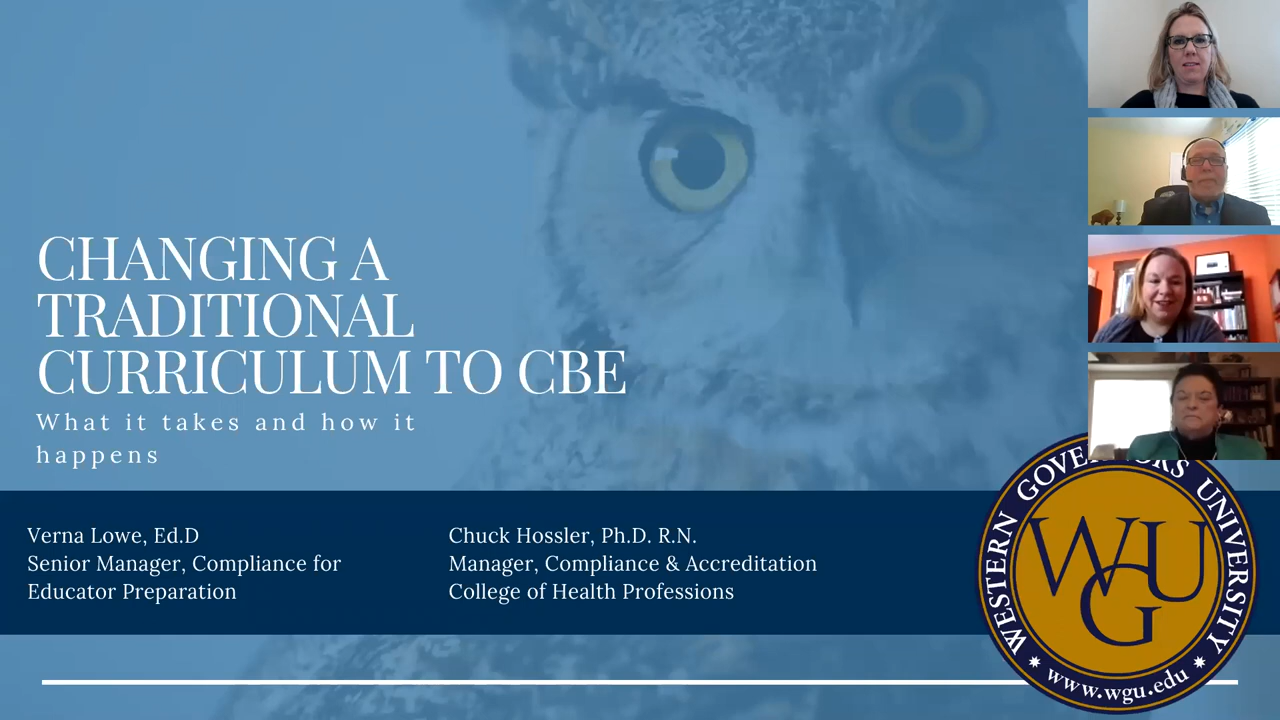 CHANGING A
TRADITIONAL
CURRICULUM TO CBE
What it takes and how it
happens
Verna Lowe, Ed.D
Senior Manager, Compliance for
Educator Preparation
Chuck Hossler, Ph.D. R.N.
Manager, Compliance & Accreditation
College of Health Professions
WESTERN GOVERNORS UNIVERSITY
WGU
www.wgu.edu